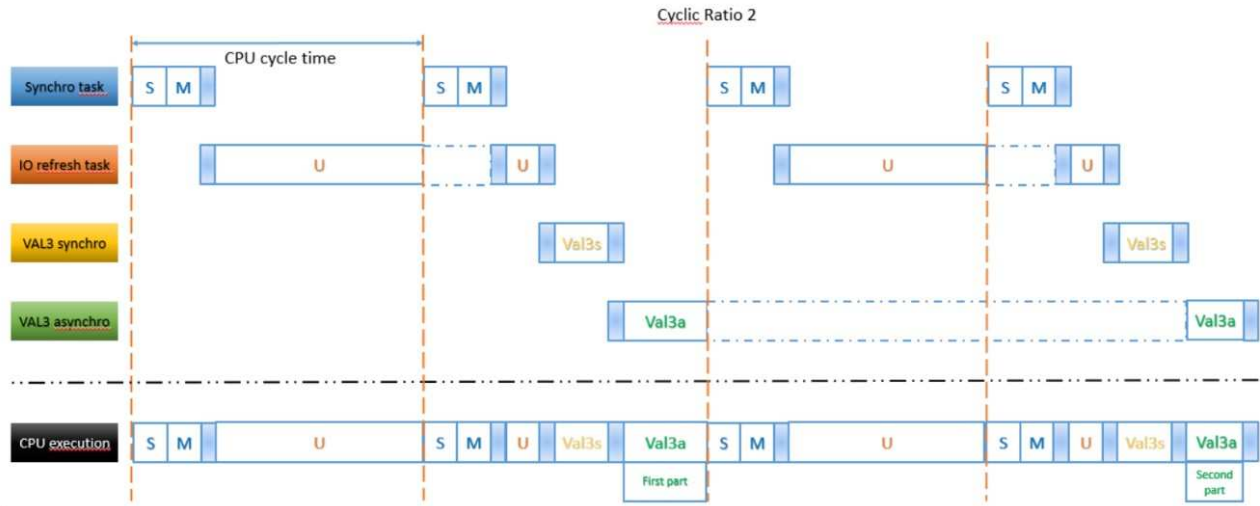 Cyclic Ratio 2
CPU cycle time
Synchro task S M S M S M S M
IO refresh task U U U U
VAL3 synchro Val3s Val3s
VAL3 asynchro Val3a Val3a
CPU execution S M U S M U Val3s Val3a S M U S M U Val3s Val3a
First part Second
part